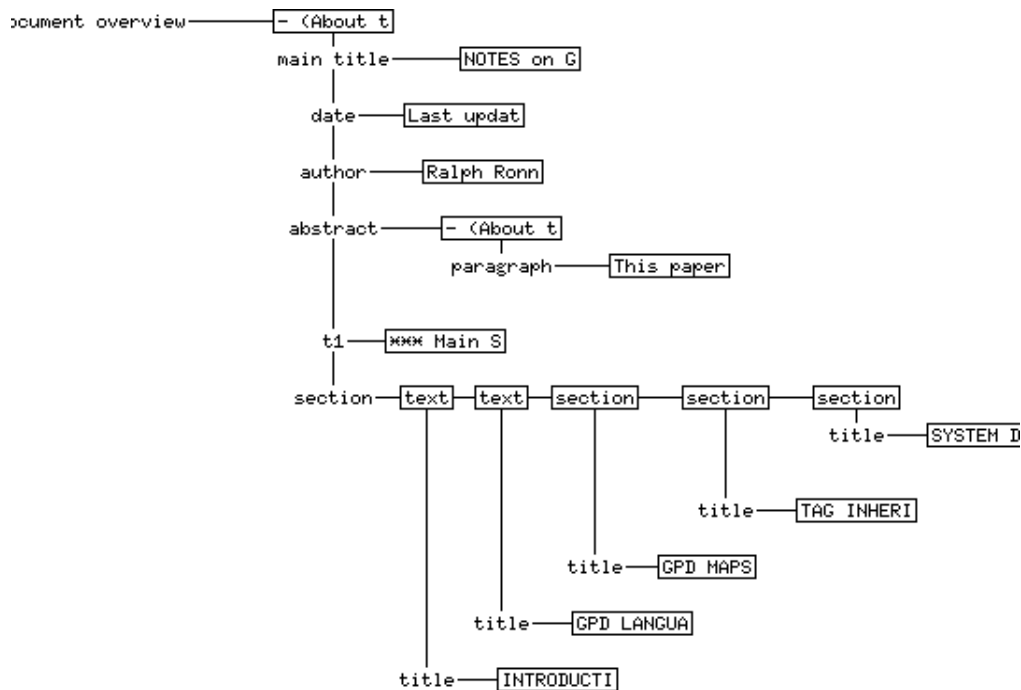 ocument overview - (About t
main title NOTES on G
date Last updat
author Ralph Ronn
abstract - (About t
paragraph This paper
t1 *** Main S
section text text section section section
title SYSTEM D
title TAG INHERI
title GPD MAPS
title GPD LANGUA
title INTRODUCTI